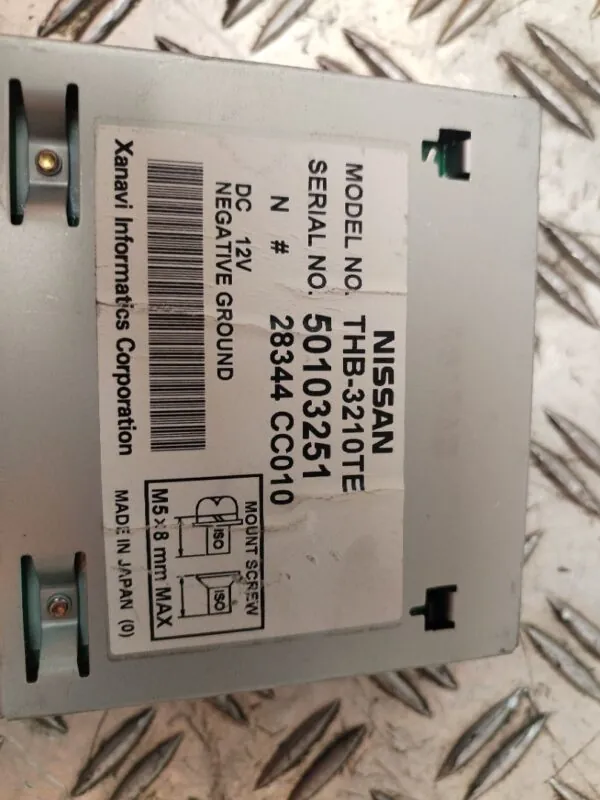 NISSAN
MODEL NO. THB-3210TE
SERIAL NO. 50103251
N # 28344 CC010
DC 12V
NEGATIVE GROUND
Xanavi Informatics Corporation
MOUNT SCREW
ISO
ISO
M5×8 mm MAX
MADE IN JAPAN (0)